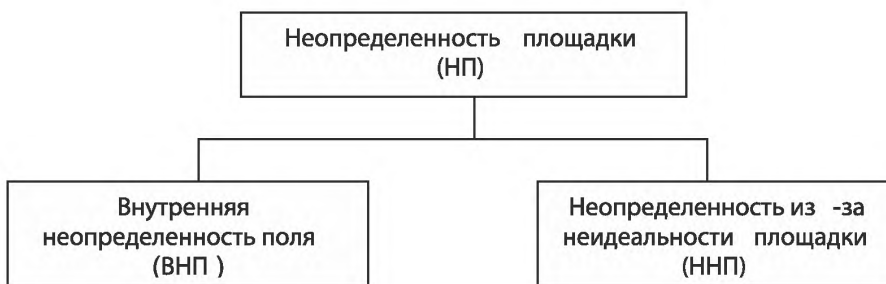 Неопределенность площадки
(НП)
Внутренняя
неопределенность поля
(ВНП )
Неопределенность из -за
неидеальности площадки
(ННП)